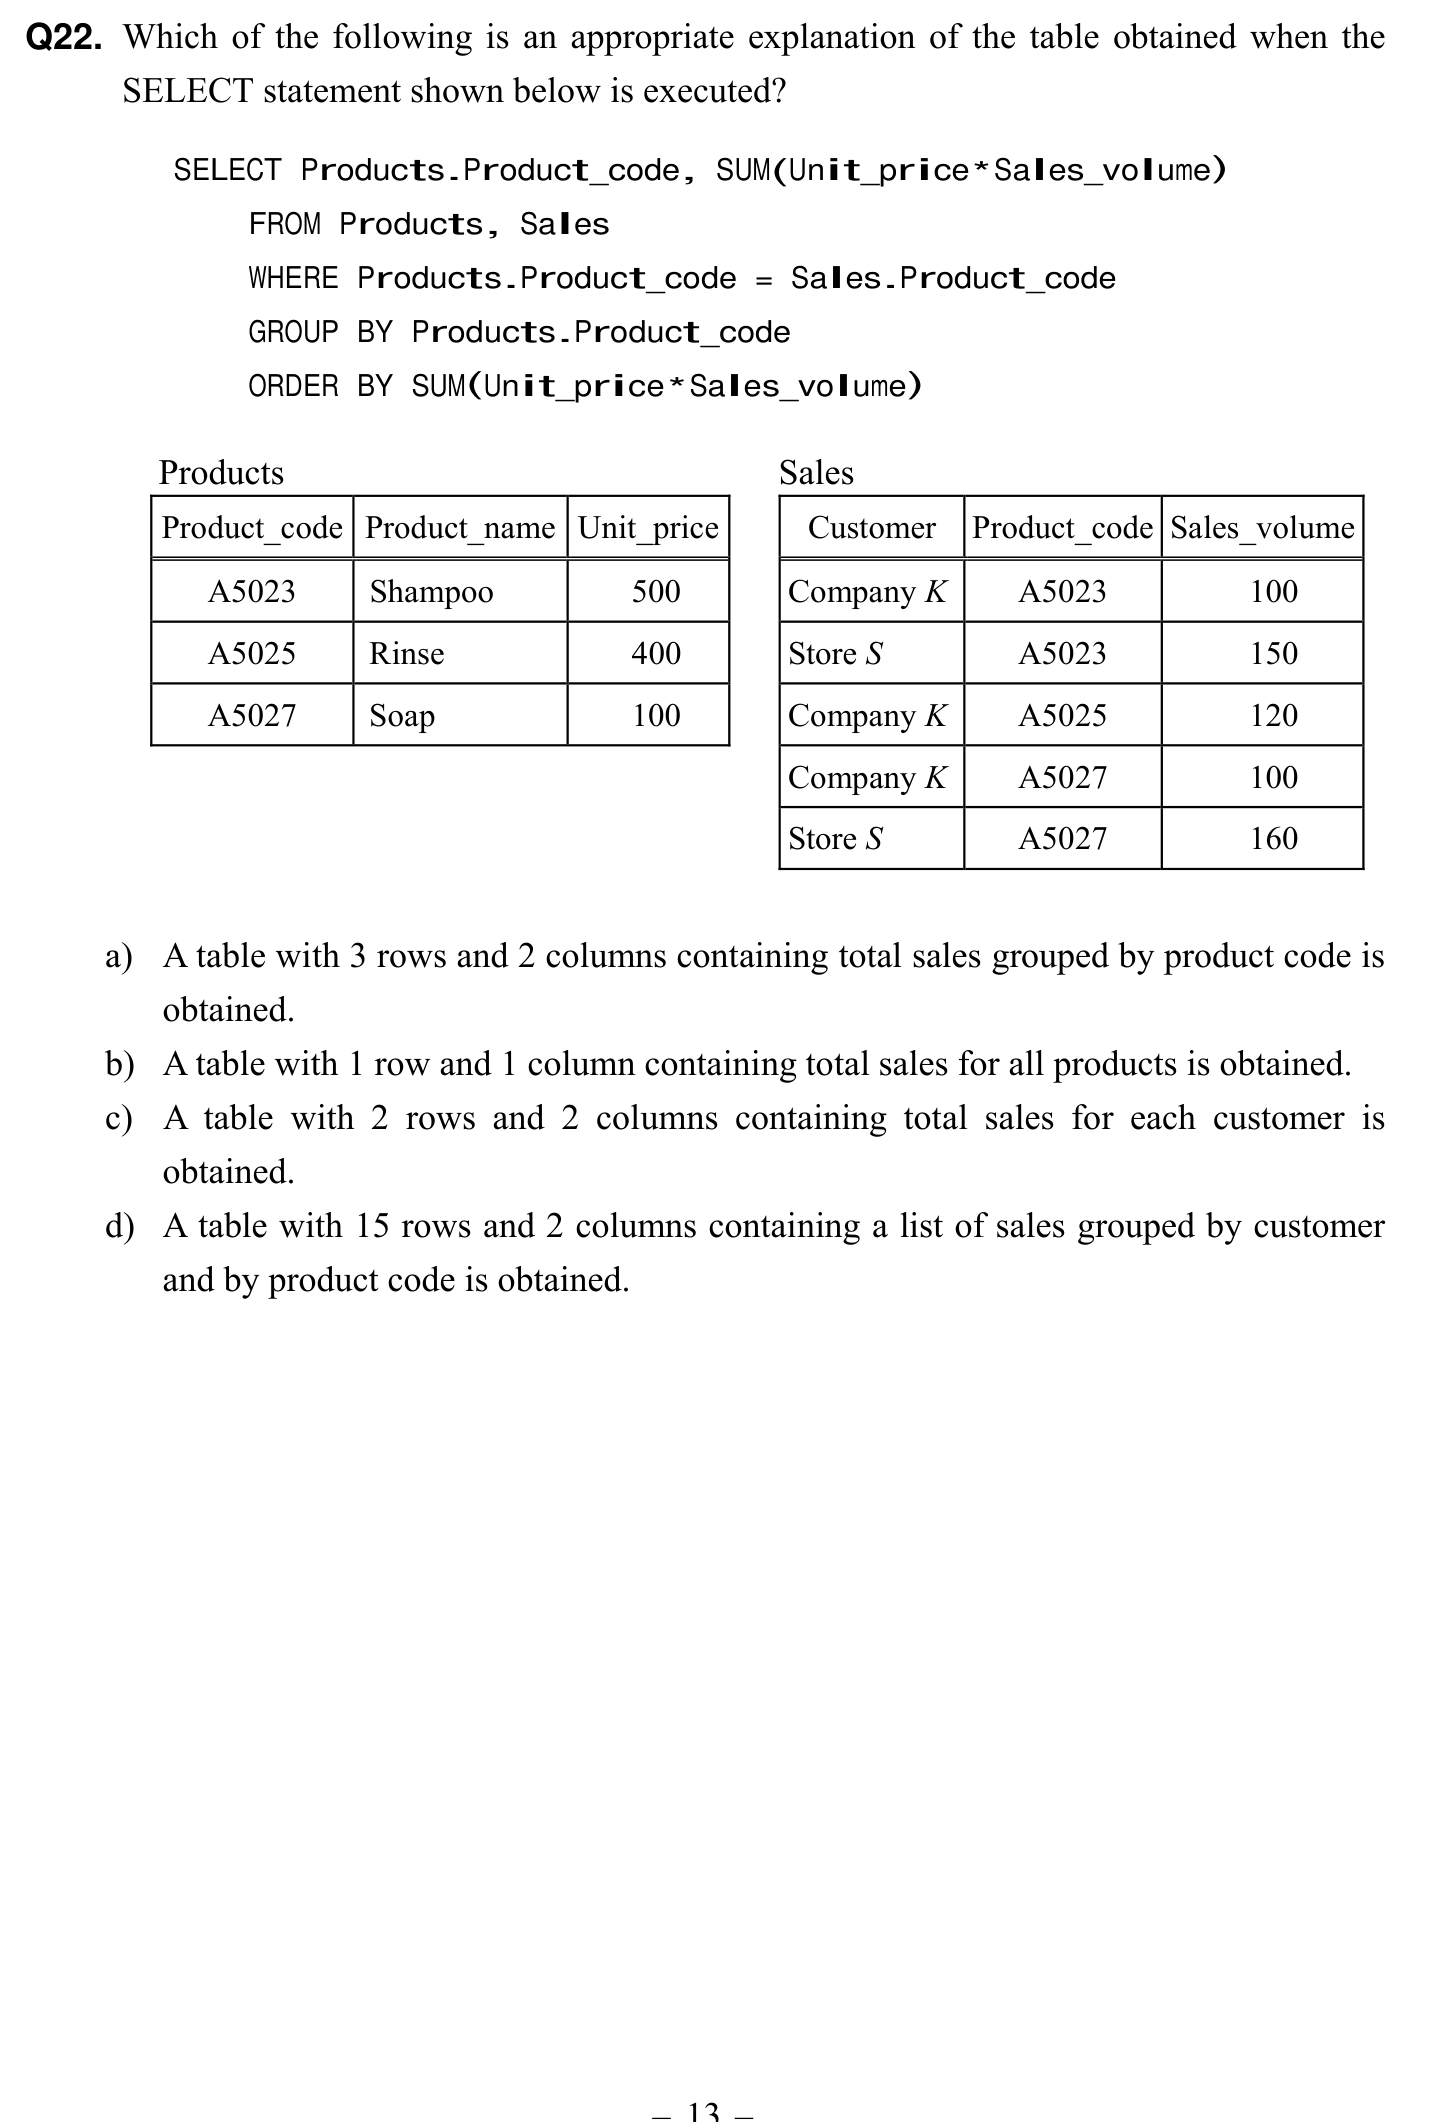 Q22. Which of the following is an appropriate explanation of the table obtained when the
SELECT statement shown below is executed?
SELECT Products.Product_code, SUM(Unit_price*Sales_volume)
FROM Products, Sales
WHERE Products.Product_code = Sales.Product_code
GROUP BY Products.Product_code
ORDER BY SUM(Unit_price*Sales_volume)
Products
Product_code Product_name Unit_price
A5023 Shampoo 500
A5025 Rinse 400
A5027 Soap 100
Sales
Customer Product_code Sales_volume
Company K A5023 100
Store S A5023 150
Company K A5025 120
Company K A5027 100
Store S A5027 160
a) A table with 3 rows and 2 columns containing total sales grouped by product code is
obtained.
b) A table with 1 row and 1 column containing total sales for all products is obtained.
c) A table with 2 rows and 2 columns containing total sales for each customer is
obtained.
d) A table with 15 rows and 2 columns containing a list of sales grouped by customer
and by product code is obtained.
– 13 –